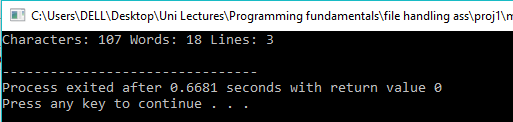 C:\Users\DELL\Desktop\Uni Lectures\Programming fundamentals\file handling ass\proj1\m
Characters: 107 Words: 18 Lines: 3
--------------------------------
Process exited after 0.6681 seconds with return value 0
Press any key to continue . . .